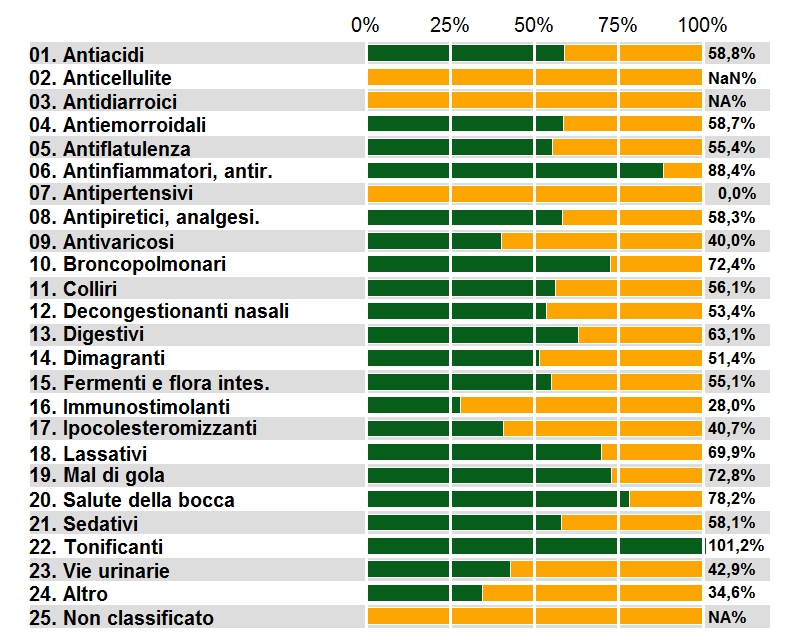 0% 25% 50% 75% 100%
01. Antiacidi 58,8%
02. Anticellulite NaN%
03. Antidiarroici NA%
04. Antiemorroidali 58,7%
05. Antiflatulenza 55,4%
06. Antinfiammatori, antir. 88,4%
07. Antipertensivi 0,0%
08. Antipiretici, analgesi. 58,3%
09. Antivaricosi 40,0%
10. Broncopolmonari 72,4%
11. Colliri 56,1%
12. Decongestionanti nasali 53,4%
13. Digestivi 63,1%
14. Dimagranti 51,4%
15. Fermenti e flora intes. 55,1%
16. Immunostimolanti 28,0%
17. Ipocolesteromizzanti 40,7%
18. Lassativi 69,9%
19. Mal di gola 72,8%
20. Salute della bocca 78,2%
21. Sedativi 58,1%
22. Tonificanti 101,2%
23. Vie urinarie 42,9%
24. Altro 34,6%
25. Non classificato NA%